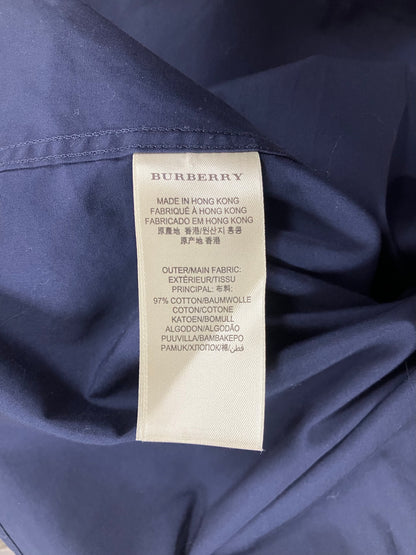 BURBERRY
MADE IN HONG KONG
FABRIQUÉ À HONG KONG
FABRICADO EM HONG KONG
原產地 香港/원산지 홍콩
原产地 香港
OUTER/MAIN FABRIC:
EXTÉRIEUR/TISSU
PRINCIPAL: 布料:
97% COTTON/BAUMWOLLE
COTON/COTONE
KATOEN/BOMULL
ALGODON/ALGODÃO
PUUVILLA/ΒΑΜΒΑΚΕΡΟ
PAMUK/ХЛОПОК/棉/قطن